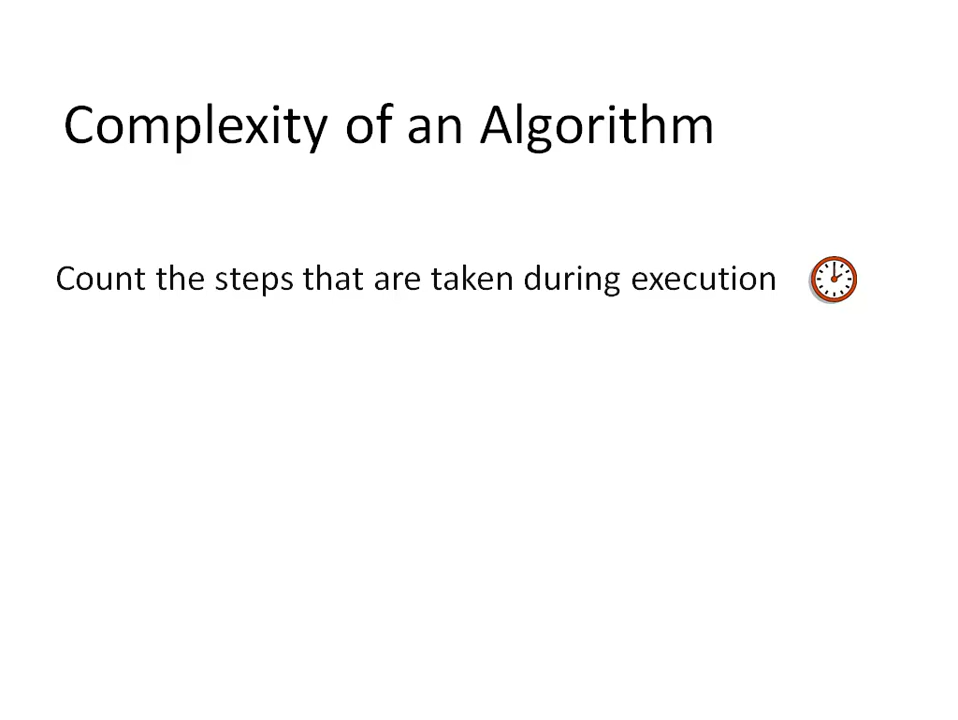 Complexity of an Algorithm
Count the steps that are taken during execution